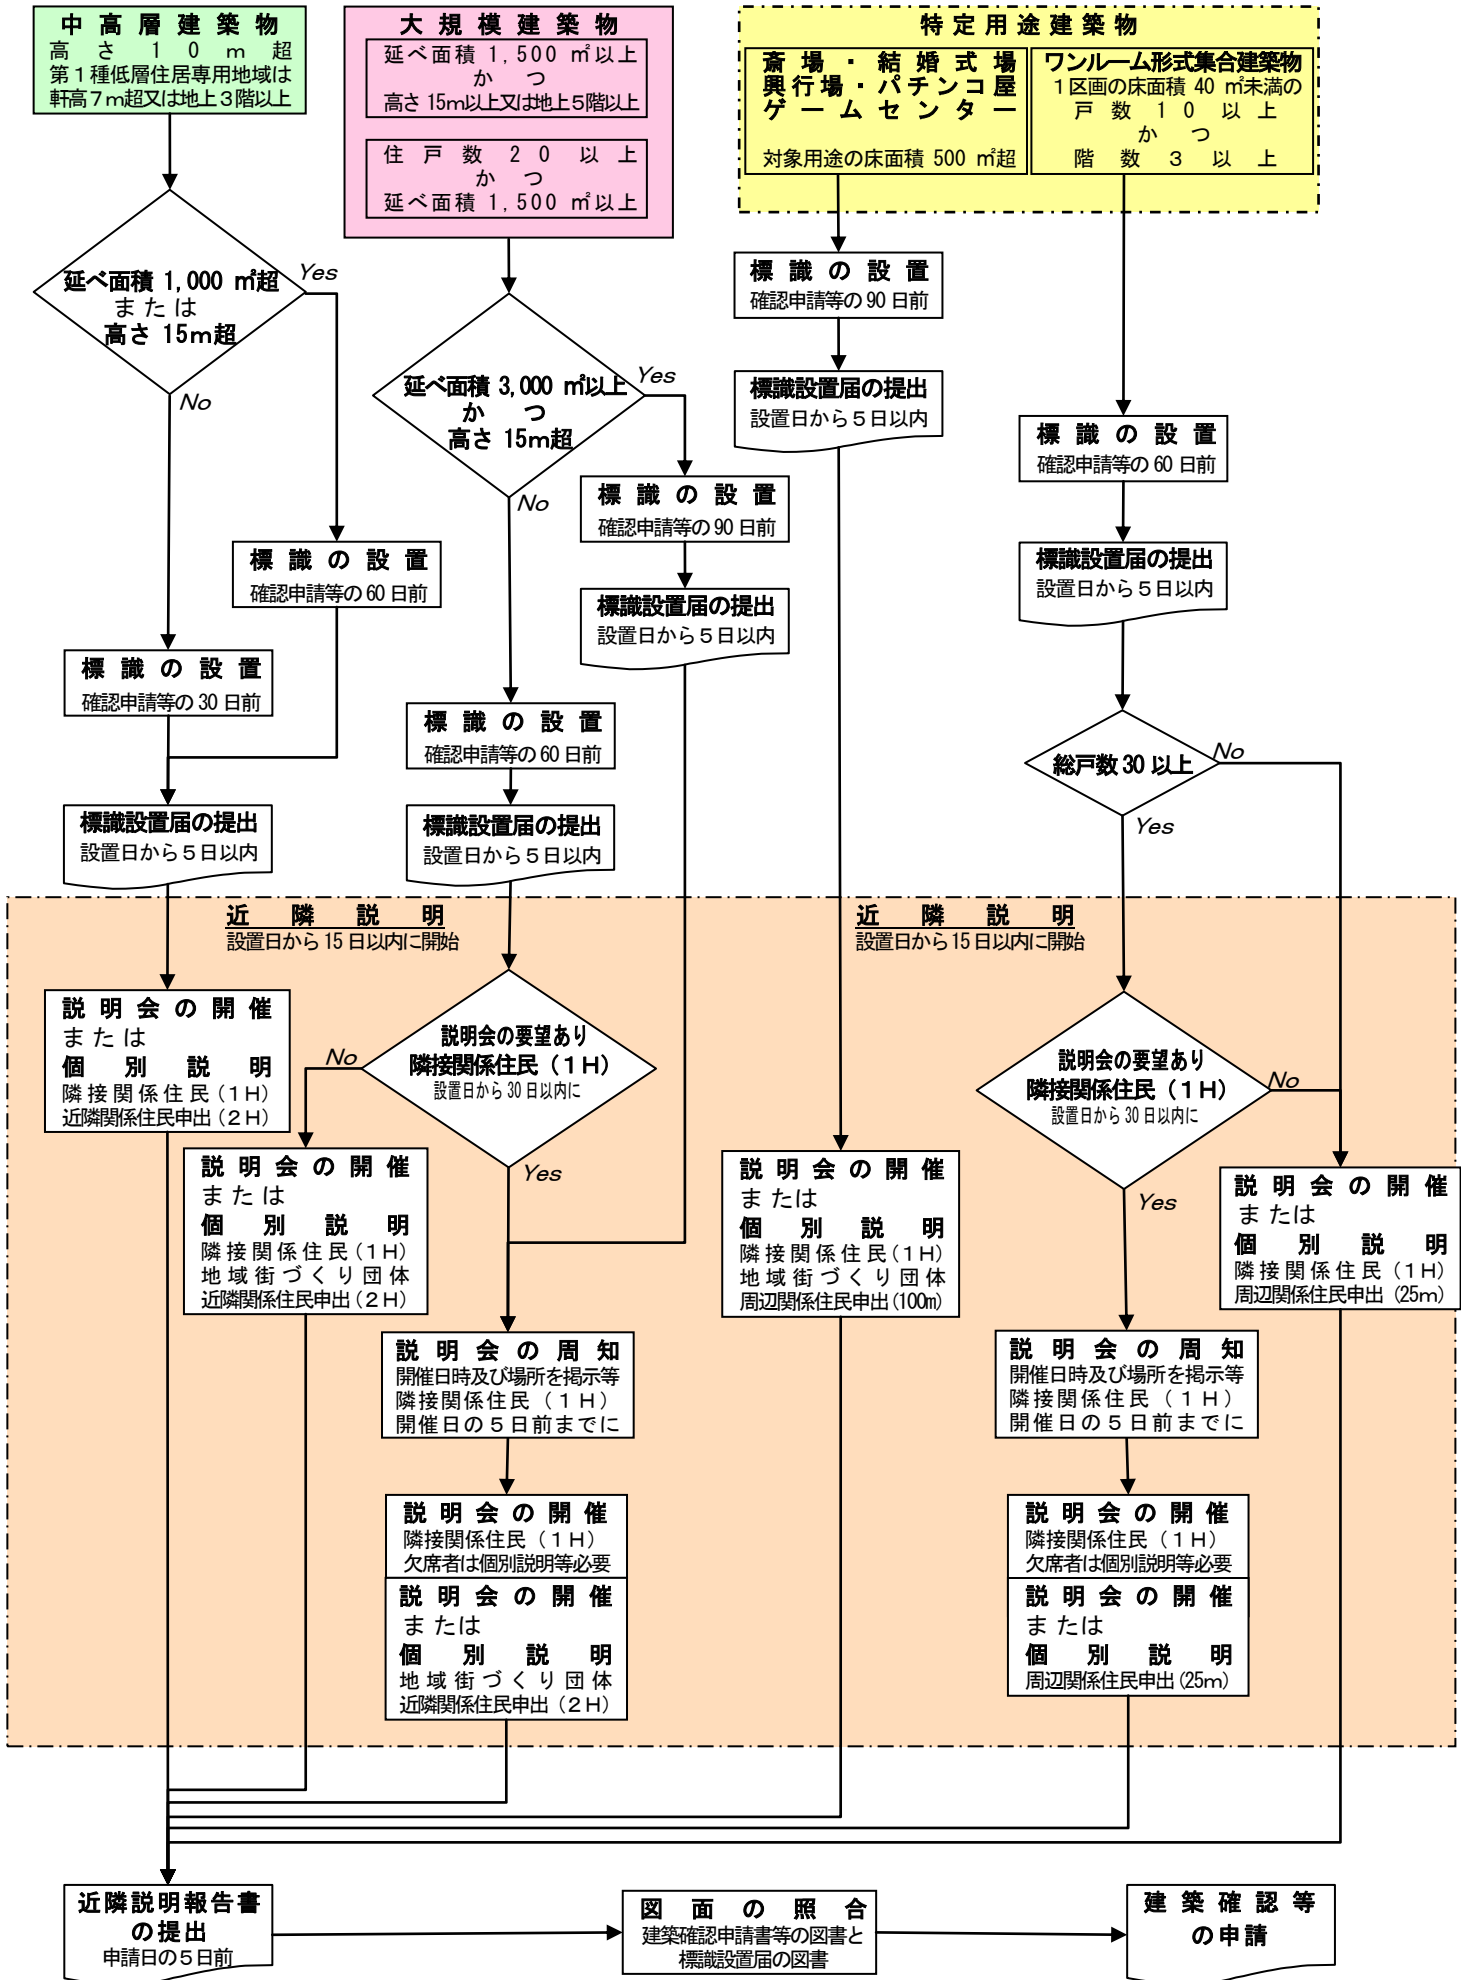 中高層建築物
高さ10m超
第1種低層住居専用地域は
軒高7m超又は地上3階以上
大規模建築物
延べ面積 1,500 ㎡以上
かつ
高さ 15m以上又は地上5階以上
住戸数20以上
かつ
延べ面積 1,500 ㎡以上
特定用途建築物
斎場・結婚式場
興行場・パチンコ屋
ゲームセンター
対象用途の床面積 500 ㎡超
ワンルーム形式集合建築物
1区画の床面積 40 ㎡未満の
戸数10以上
かつ
階数3以上
延べ面積 1,000 ㎡超
または
高さ 15m超
Yes
No
標識の設置
確認申請等の 60 日前
標識の設置
確認申請等の 30 日前
標識設置届の提出
設置日から5日以内
延べ面積 3,000 ㎡以上
かつ
高さ 15m超
Yes
No
標識の設置
確認申請等の 90 日前
標識設置届の提出
設置日から5日以内
標識の設置
確認申請等の 60 日前
標識設置届の提出
設置日から5日以内
標識の設置
確認申請等の 90 日前
標識設置届の提出
設置日から5日以内
標識の設置
確認申請等の 60 日前
標識設置届の提出
設置日から5日以内
総戸数 30 以上
No
Yes
近隣説明
設置日から 15 日以内に開始
近隣説明
設置日から 15 日以内に開始
説明会の開催
または
個別説明
隣接関係住民(1H)
近隣関係住民申出(2H)
説明会の要望あり
隣接関係住民(1H)
設置日から 30 日以内に
No
Yes
説明会の開催
または
個別説明
隣接関係住民(1H)
地域街づくり団体
近隣関係住民申出(2H)
説明会の周知
開催日時及び場所を掲示等
隣接関係住民(1H)
開催日の5日前までに
説明会の開催
隣接関係住民(1H)
欠席者は個別説明等必要
説明会の開催
または
個別説明
地域街づくり団体
近隣関係住民申出(2H)
説明会の開催
または
個別説明
隣接関係住民(1H)
地域街づくり団体
周辺関係住民申出(100m)
説明会の要望あり
隣接関係住民(1H)
設置日から 30 日以内に
No
Yes
説明会の開催
または
個別説明
隣接関係住民(1H)
周辺関係住民申出(25m)
説明会の周知
開催日時及び場所を掲示等
隣接関係住民(1H)
開催日の5日前までに
説明会の開催
隣接関係住民(1H)
欠席者は個別説明等必要
説明会の開催
または
個別説明
周辺関係住民申出(25m)
近隣説明報告書
の提出
申請日の5日前
図面の照合
建築確認申請書等の図書と
標識設置届の図書
建築確認等
の申請